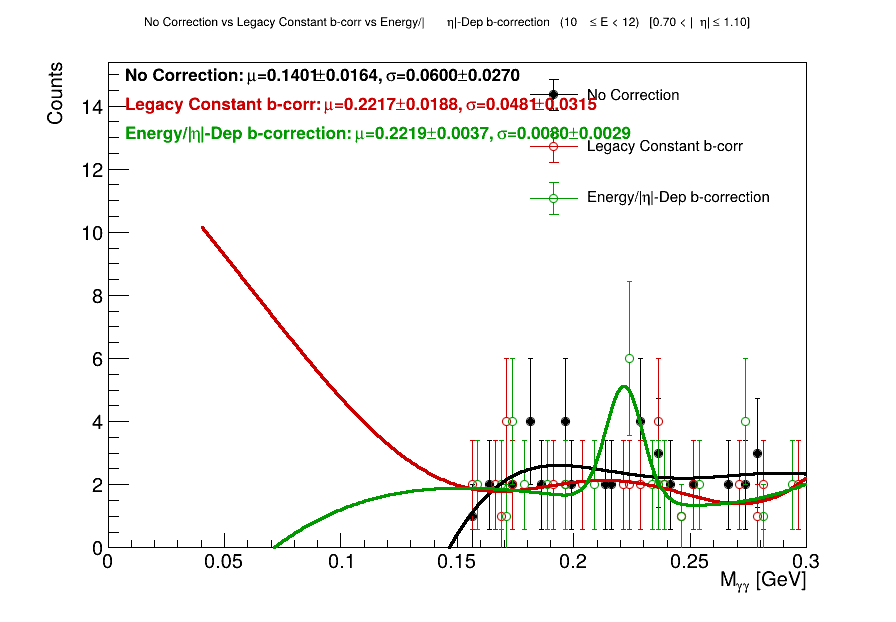 No Correction vs Legacy Constant b-corr vs Energy/| η|-Dep b-correction (10 ≤ E < 12) [0.70 < | η| ≤ 1.10]
No Correction: μ=0.1401±0.0164, σ=0.0600±0.0270
Legacy Constant b-corr: μ=0.2217±0.0188, σ=0.0481±0.0315
Energy/|η|-Dep b-correction: μ=0.2219±0.0037, σ=0.0080±0.0029
No Correction
Legacy Constant b-corr
Energy/|η|-Dep b-correction
Counts
14
12
10
8
6
4
2
0
0 0.05 0.1 0.15 0.2 0.25 0.3
Mγγ [GeV]